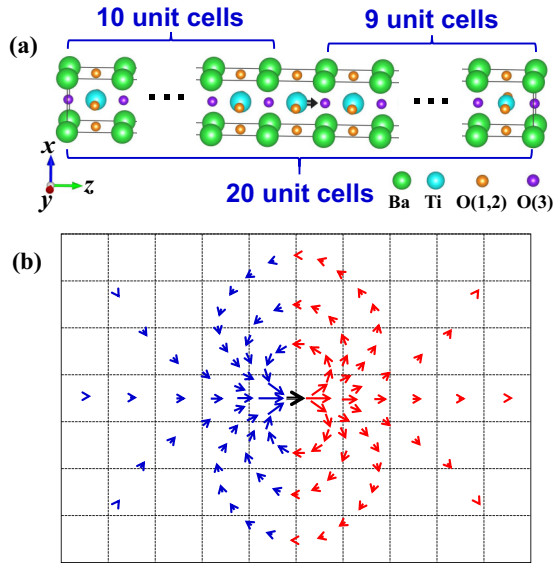 10 unit cells
9 unit cells
(a)
x
y
z
20 unit cells
Ba Ti O(1,2) O(3)
(b)